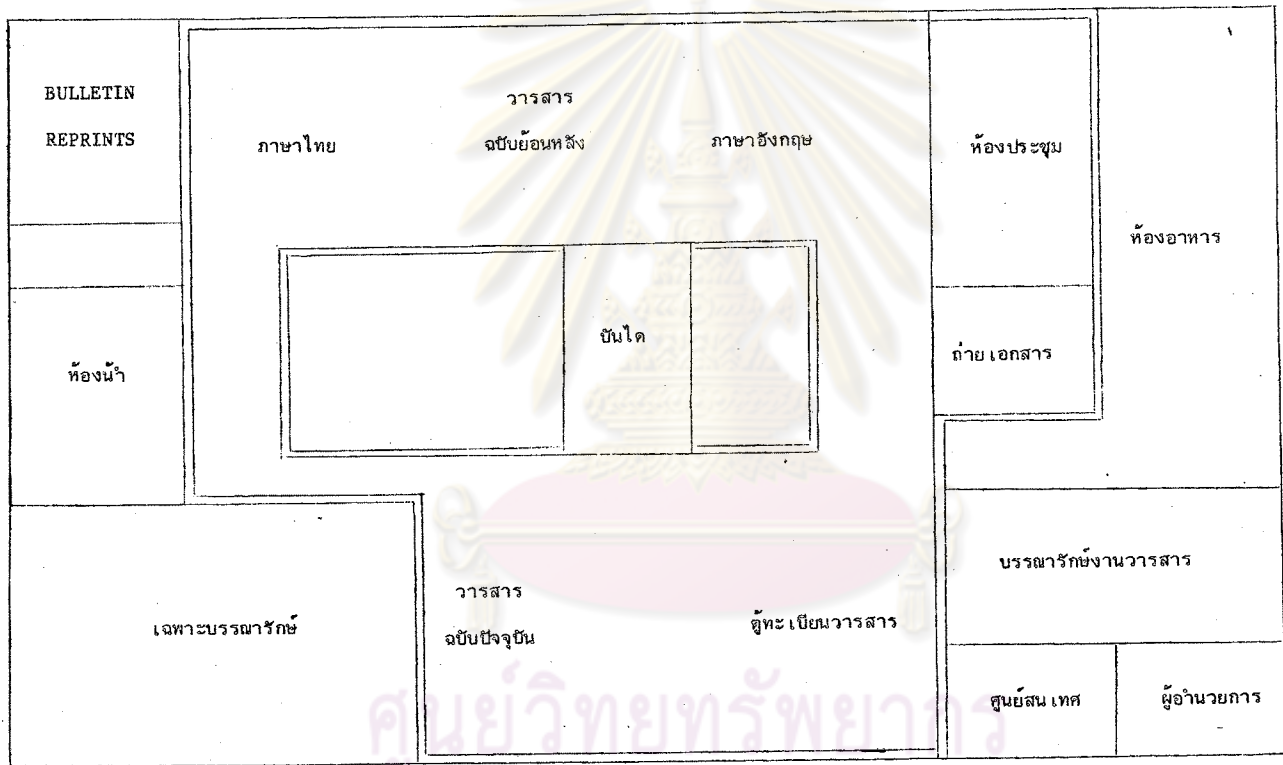 BULLETIN
REPRINTS
ภาษาไทย
วารสาร
ฉบับย้อนหลัง
ภาษาอังกฤษ
ห้องประชุม
ห้องอาหาร
บันได
ถ่ายเอกสาร
ห้องน้ำ
บรรณารักษ์งานวารสาร
เฉพาะบรรณารักษ์
วารสาร
ฉบับปัจจุบัน
ตู้ทะเบียนวารสาร
ศูนย์สนเทศ
ผู้อำนวยการ
ศูนย์วิทยทรัพยากร